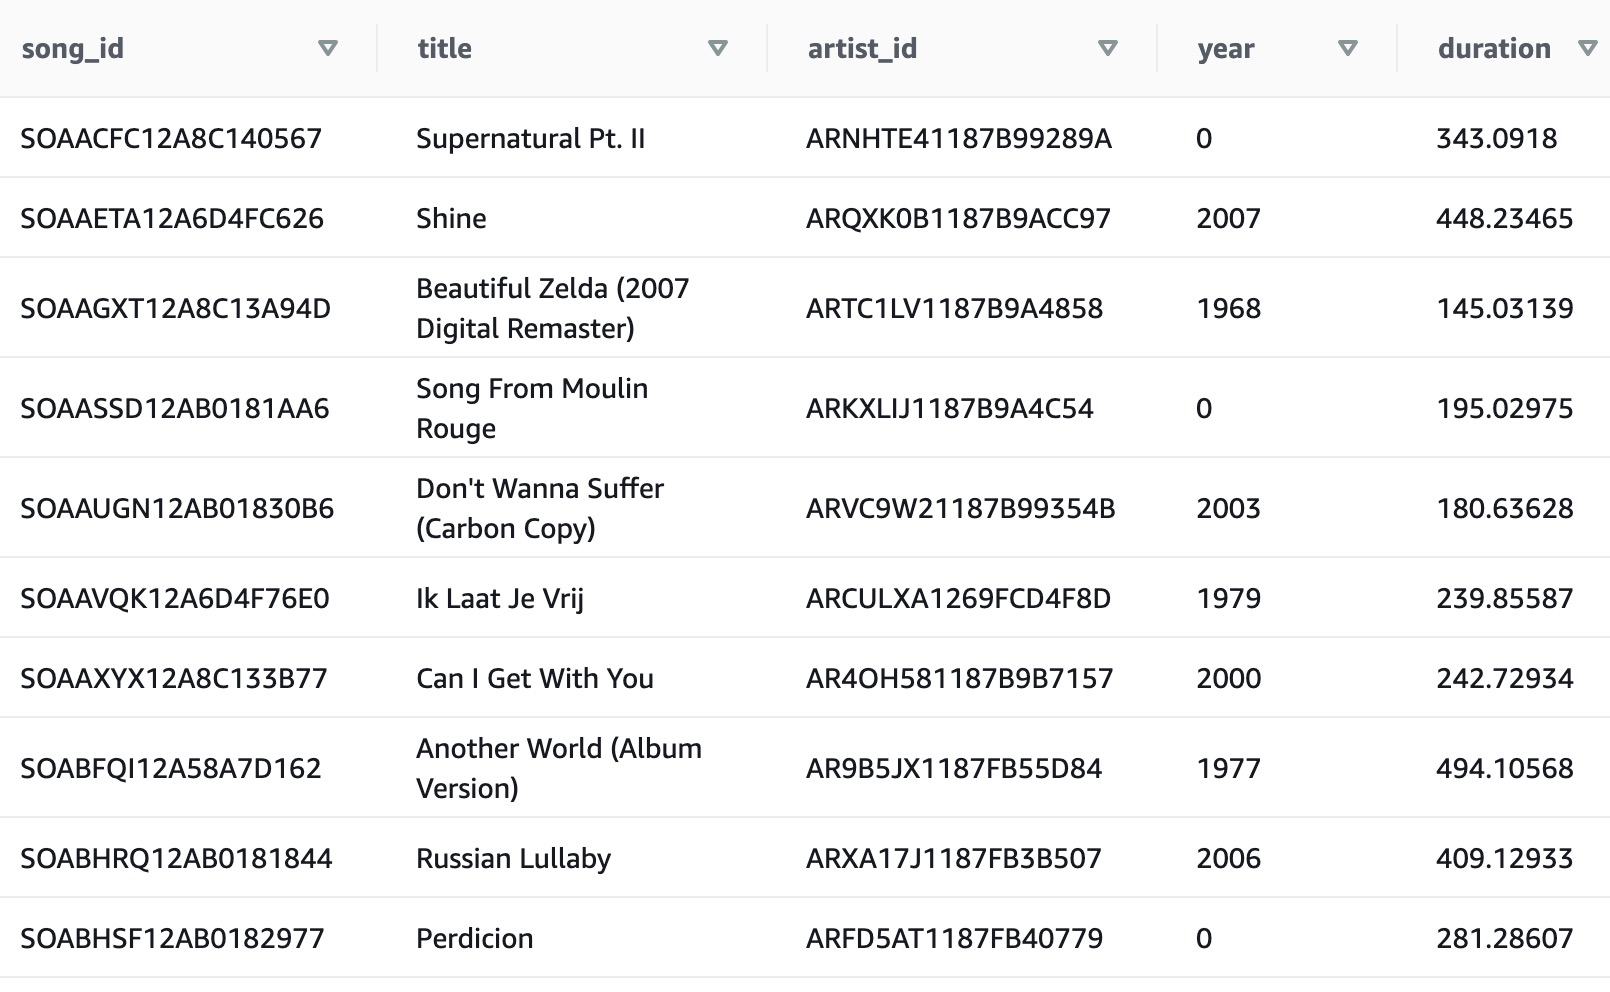 song_id title artist_id year duration
SOAACFC12A8C140567 Supernatural Pt. II ARNHTE41187B99289A 0 343.0918
SOAAETA12A6D4FC626 Shine ARQXK0B1187B9ACC97 2007 448.23465
Beautiful Zelda (2007
SOAAGXT12A8C13A94D ARTC1LV1187B9A4858 1968 145.03139
Digital Remaster)
Song From Moulin
SOAASSD12AB0181AA6 ARKXLIJ1187B9A4C54 0 195.02975
Rouge
Don't Wanna Suffer
SOAAUGN12AB01830B6 ARVC9W21187B99354B 2003 180.63628
(Carbon Copy)
SOAAVQK12A6D4F76E0 Ik Laat Je Vrij ARCULXA1269FCD4F8D 1979 239.85587
SOAAXYX12A8C133B77 Can I Get With You AR4OH581187B9B7157 2000 242.72934
Another World (Album
SOABFQI12A58A7D162 AR9B5JX1187FB55D84 1977 494.10568
Version)
SOABHRQ12AB0181844 Russian Lullaby ARXA17J1187FB3B507 2006 409.12933
SOABHSF12AB0182977 Perdicion ARFD5AT1187FB40779 0 281.28607